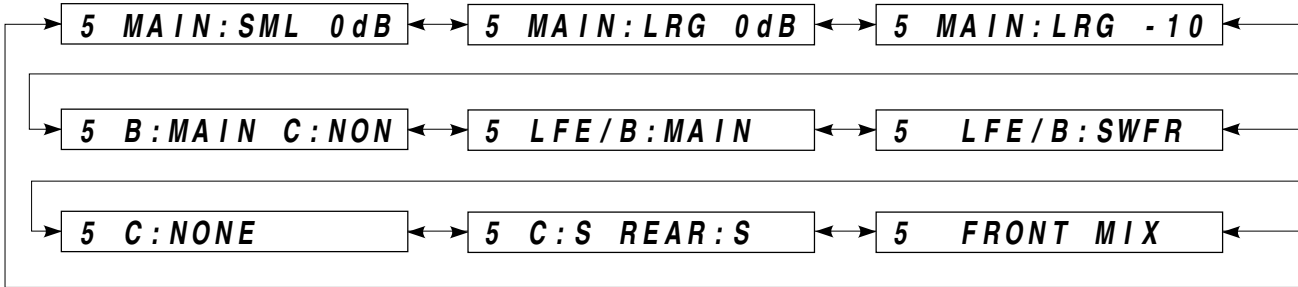 5 MAIN:SML 0dB
5 MAIN:LRG 0dB
5 MAIN:LRG -10
5 B:MAIN C:NON
5 LFE/B:MAIN
5 LFE/B:SWFR
5 C:NONE
5 C:S REAR:S
5 FRONT MIX